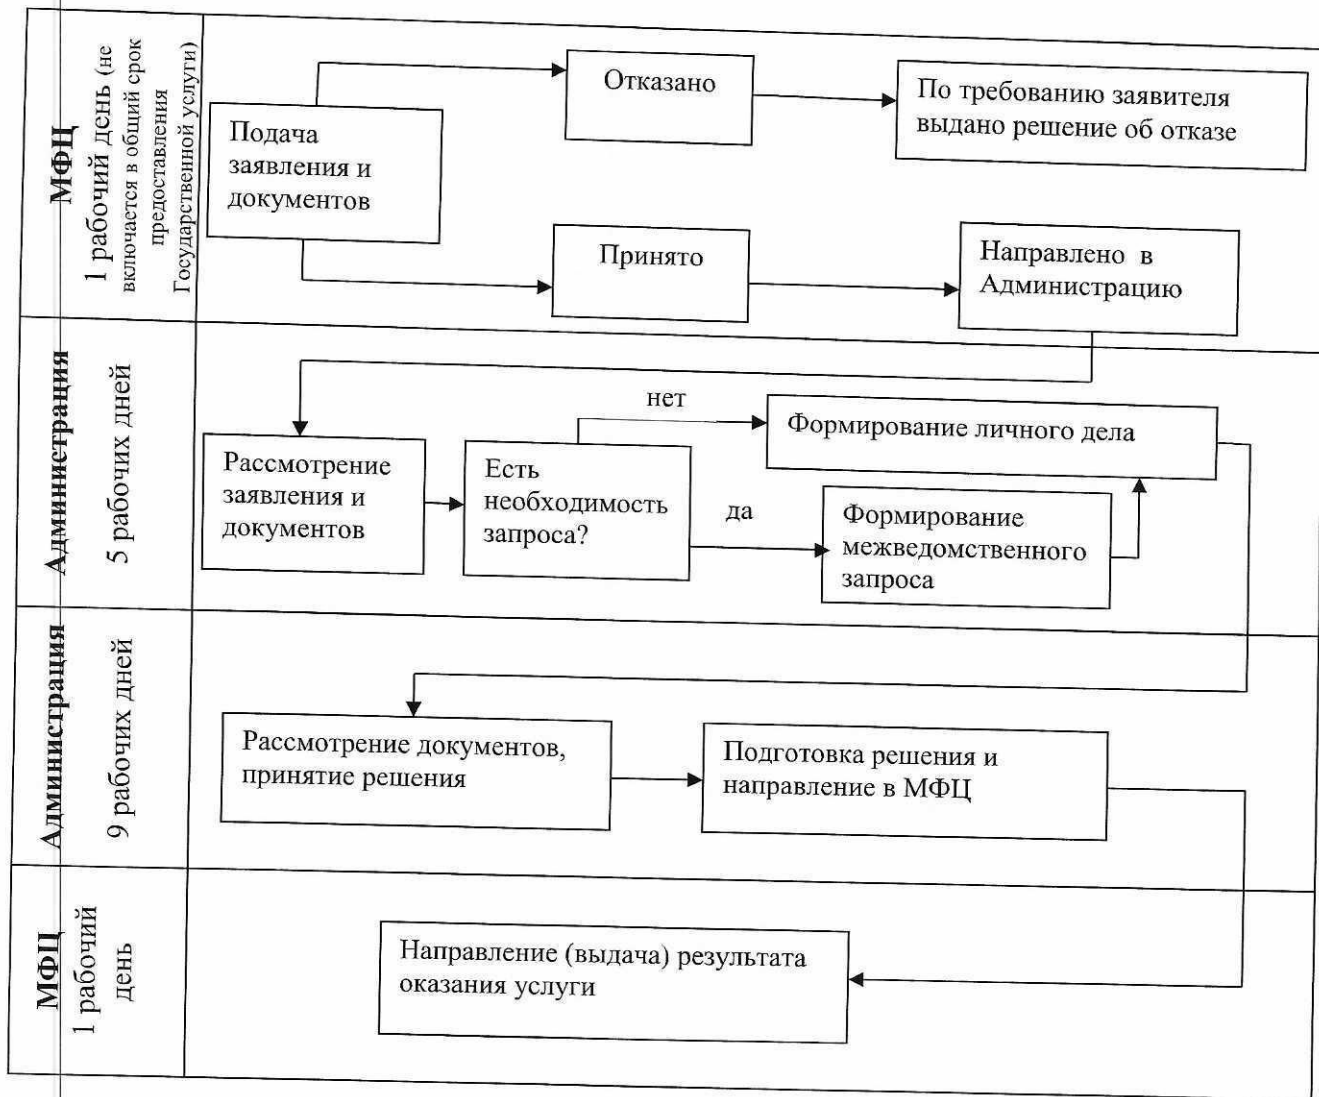 МФЦ
1 рабочий день (не
включается в общий срок
предоставления
Государственной услуги)
Подача
заявления и
документов
Отказано
По требованию заявителя
выдано решение об отказе
Принято
Направлено в
Администрацию
Администрация
5 рабочих дней
Рассмотрение
заявления и
документов
Есть
необходимость
запроса?
нет
Формирование личного дела
да
Формирование
межведомственного
запроса
Администрация
9 рабочих дней
Рассмотрение документов,
принятие решения
Подготовка решения и
направление в МФЦ
МФЦ
1 рабочий
день
Направление (выдача) результата
оказания услуги